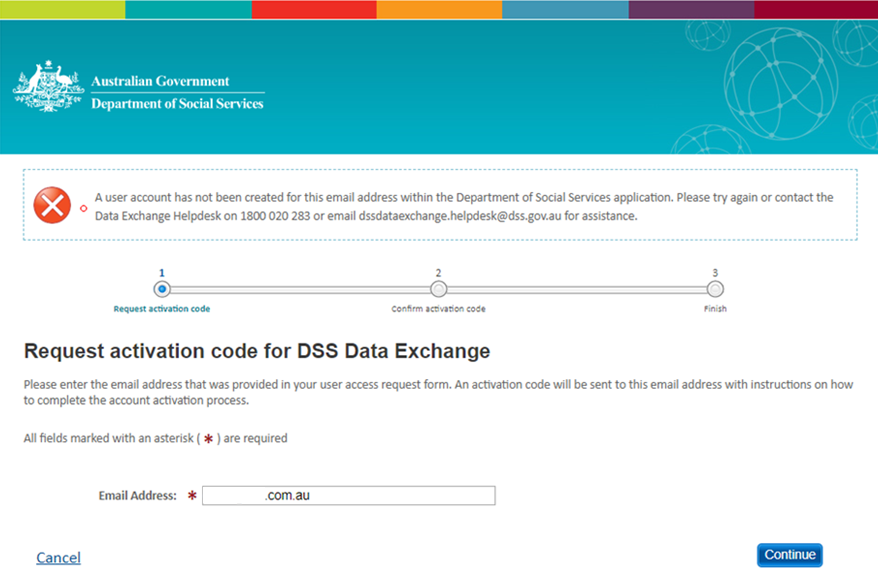 Australian Government
Department of Social Services
A user account has not been created for this email address within the Department of Social Services application. Please try again or contact the
Data Exchange Helpdesk on 1800 020 283 or email dssdataexchange.helpdesk@dss.gov.au for assistance.
1 2 3
Request activation code Confirm activation code Finish
Request activation code for DSS Data Exchange
Please enter the email address that was provided in your user access request form. An activation code will be sent to this email address with instructions on how
to complete the account activation process.
All fields marked with an asterisk ( * ) are required
Email Address: * .com.au
Cancel Continue